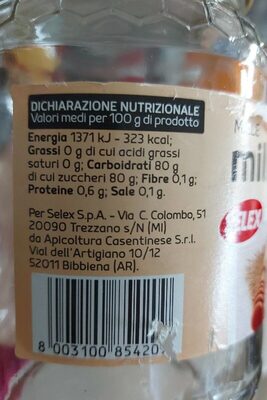 DICHIARAZIONE NUTRIZIONALE
Valori medi per 100 g di prodotto
Energia 1371 kJ - 323 kcal;
Grassi 0 g di cui acidi grassi
saturi 0 g; Carboidrati 80 g
di cui zuccheri 80 g; Fibre 0,1 g;
Proteine 0,6 g; Sale 0,1 g.
Per Selex S.p.A. - Via C. Colombo, 51
20090 Trezzano s/N (MI)
da Apicoltura Casentinese S.r.l.
Vial dell'Artigiano 10/12
52011 Bibbiena (AR).
8 003100 85420
SELEX